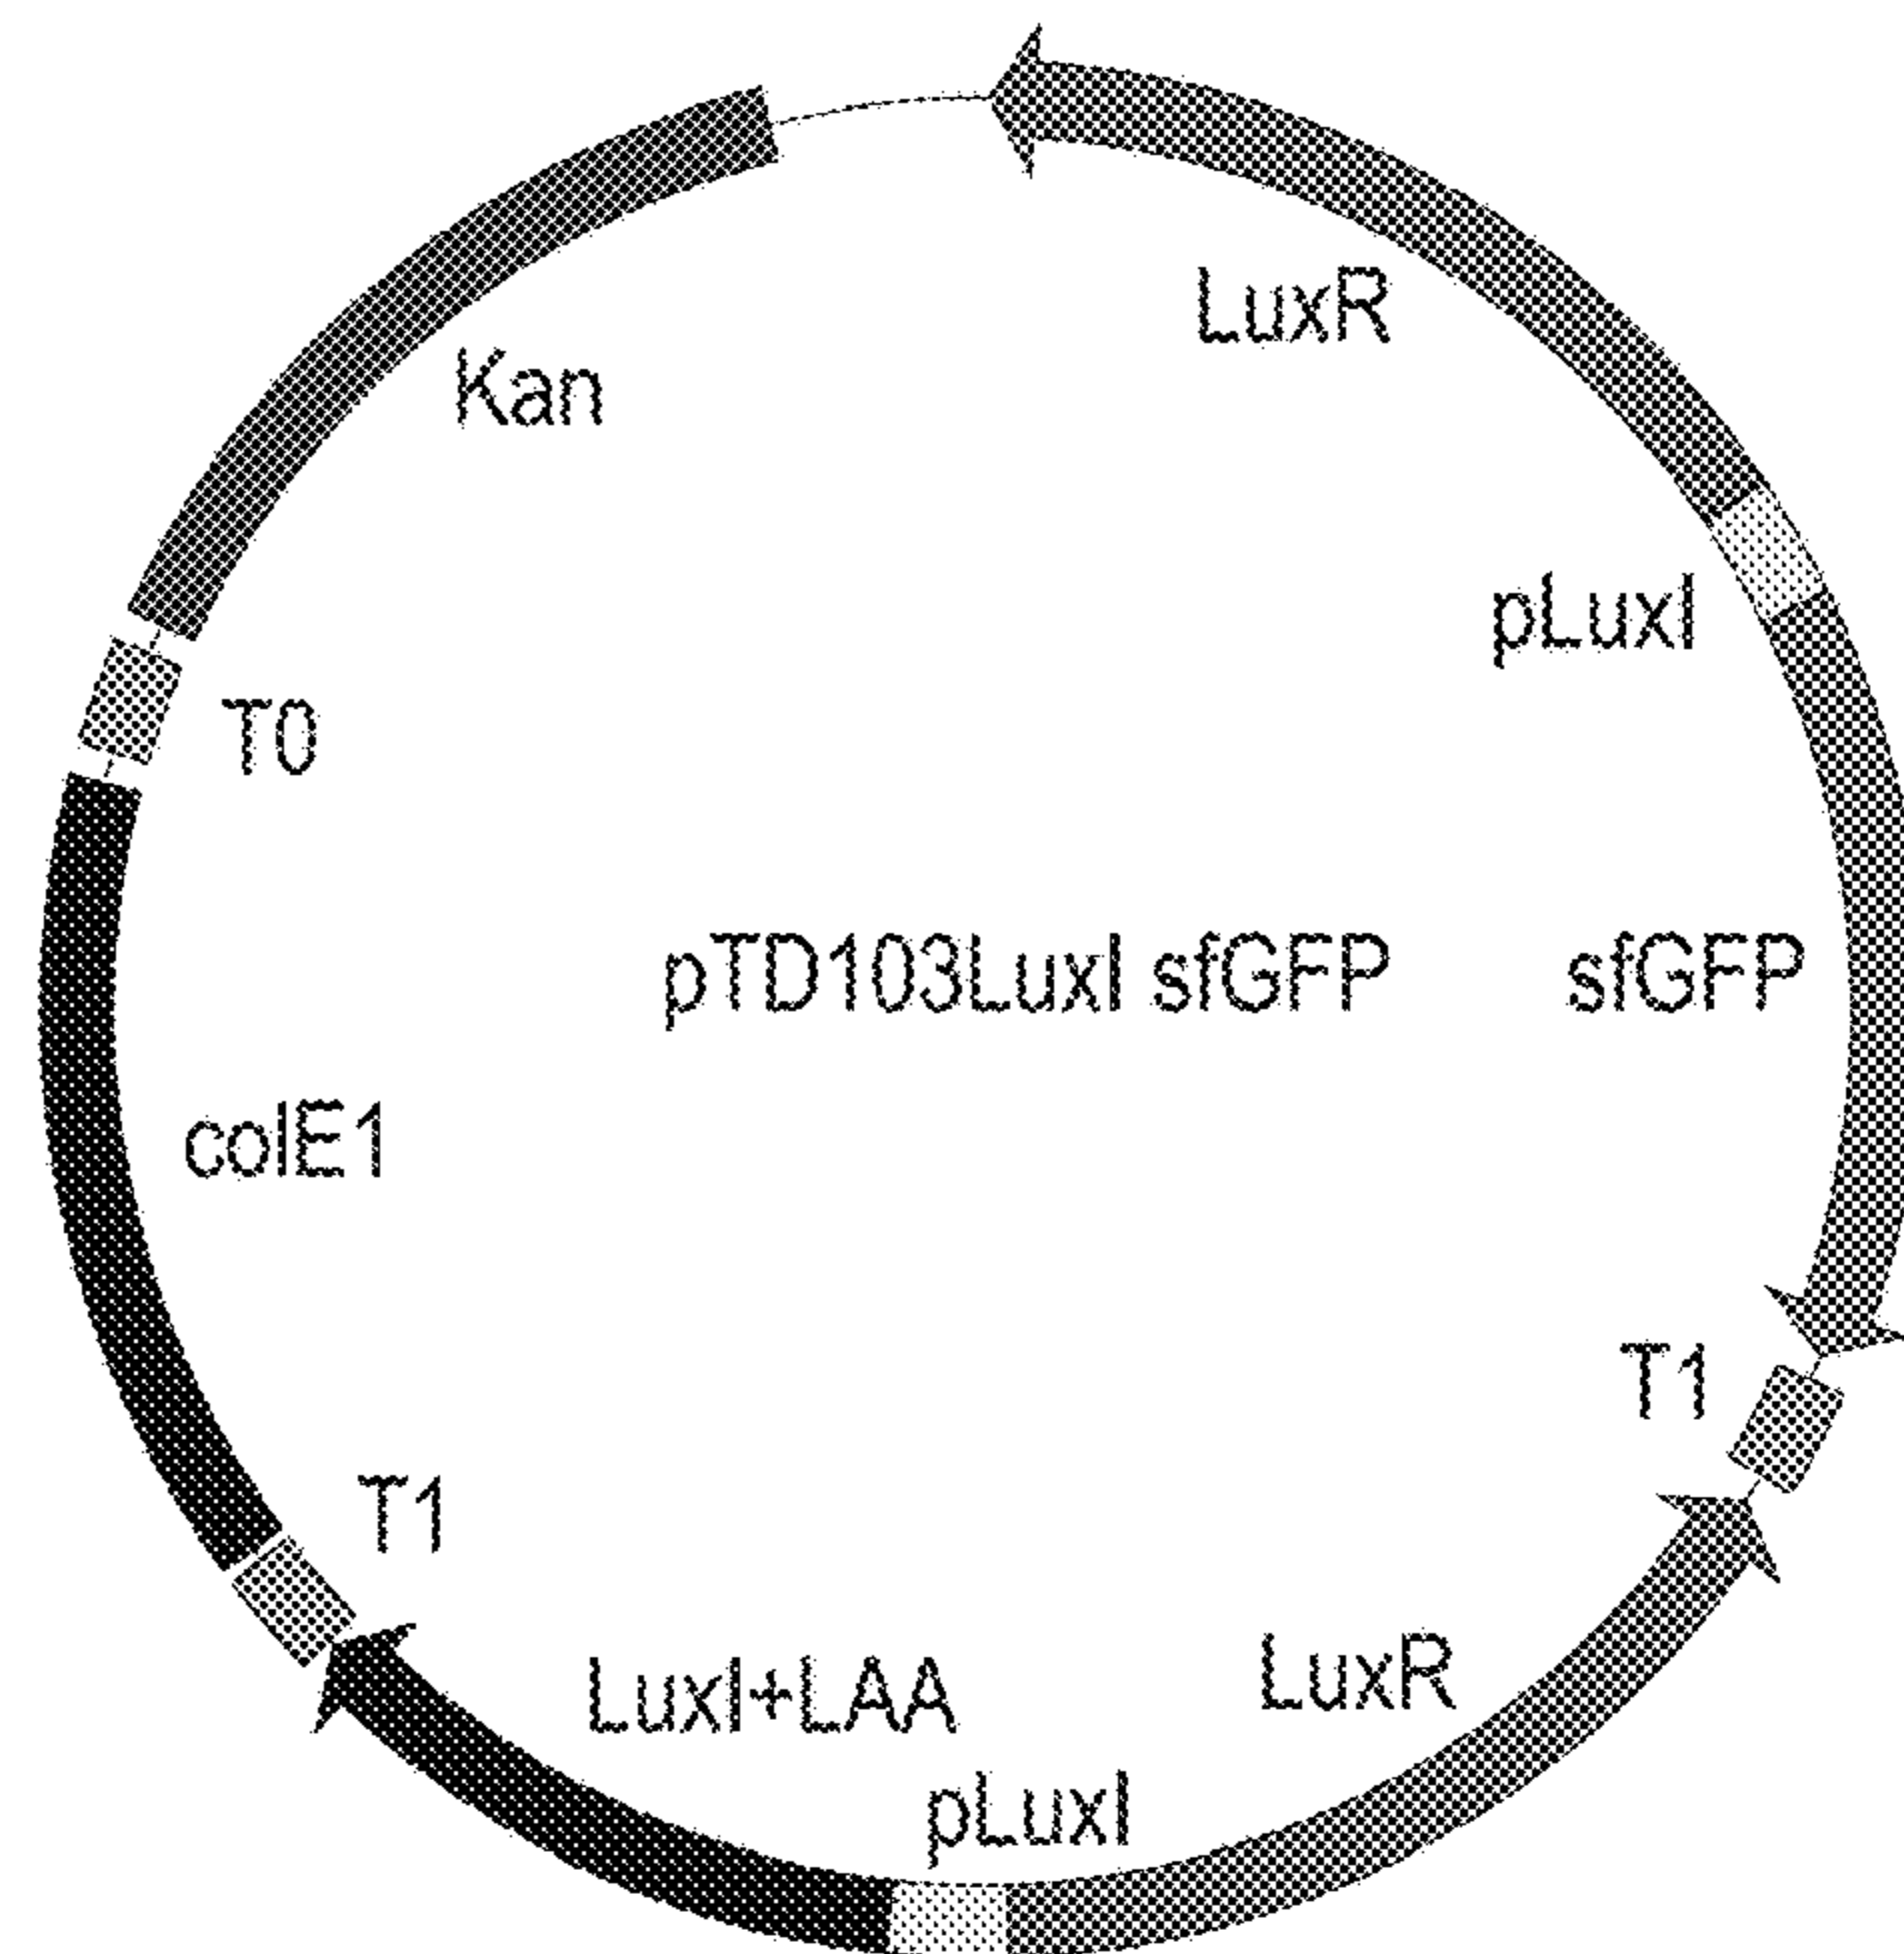 LuxR
Kan
pLuxI
T0
pTD103LuxI sfGFP
sfGFP
colE1
T1
T1
LuxI+LAA
LuxR
pLuxI